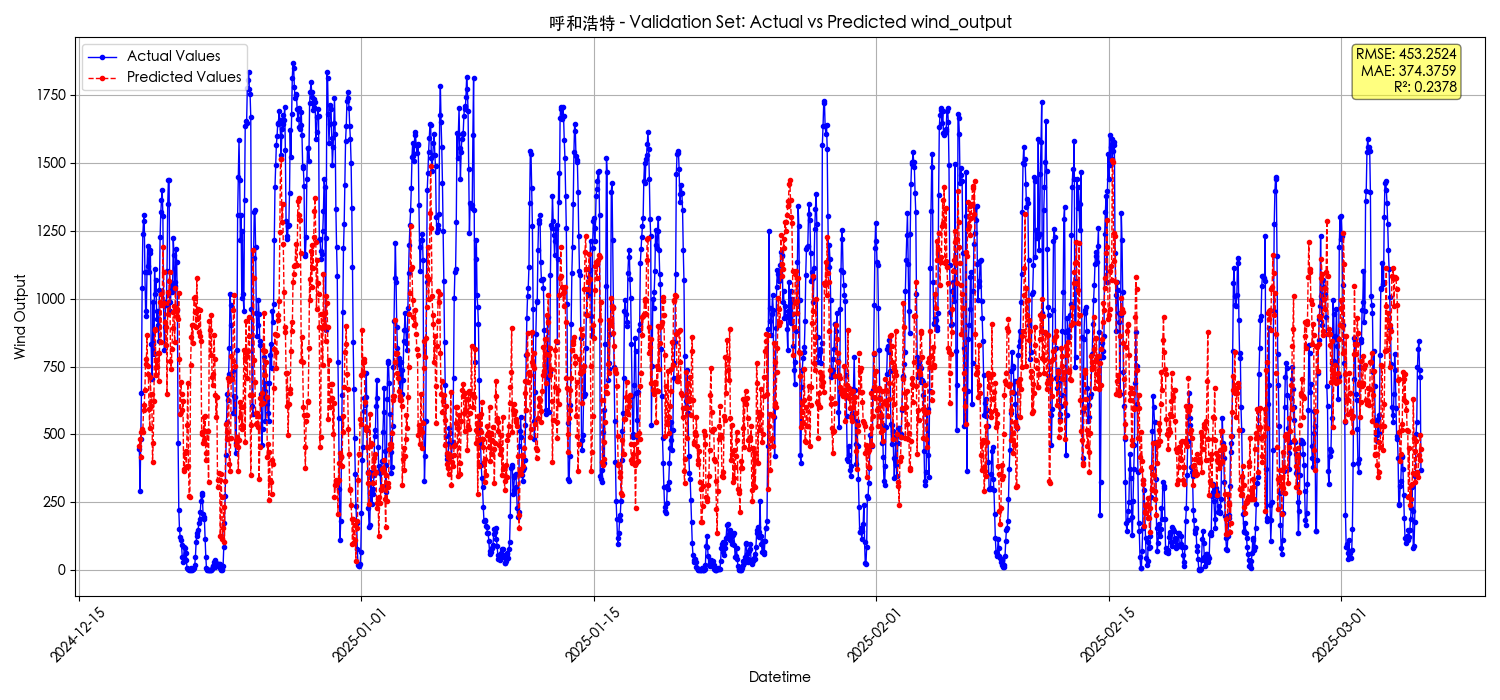 呼和浩特 - Validation Set: Actual vs Predicted wind_output
Actual Values
Predicted Values
RMSE: 453.2524
MAE: 374.3759
R²: 0.2378
Wind Output
1750
1500
1250
1000
750
500
250
0
2024-12-15
2025-01-01
2025-01-15
2025-02-01
2025-02-15
2025-03-01
Datetime